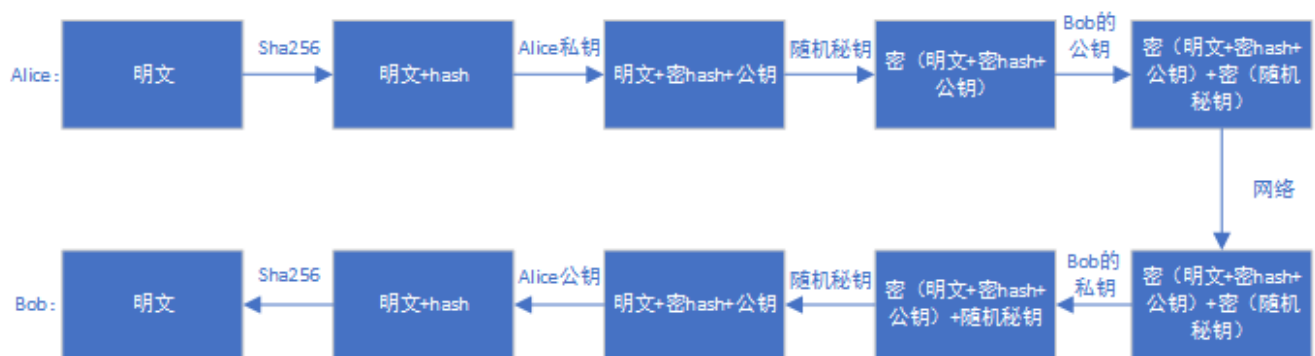 Alice：
明文
Sha256
明文+hash
Alice私钥
明文+密hash+公钥
随机秘钥
密（明文+密hash+
公钥）
Bob的
公钥
密（明文+密hash+
公钥）+密（随机
秘钥）
网络
Bob：
明文
Sha256
明文+hash
Alice公钥
明文+密hash+公钥
随机秘钥
密（明文+密hash+
公钥）+随机秘钥
Bob的
私钥
密（明文+密hash+
公钥）+密（随机
秘钥）